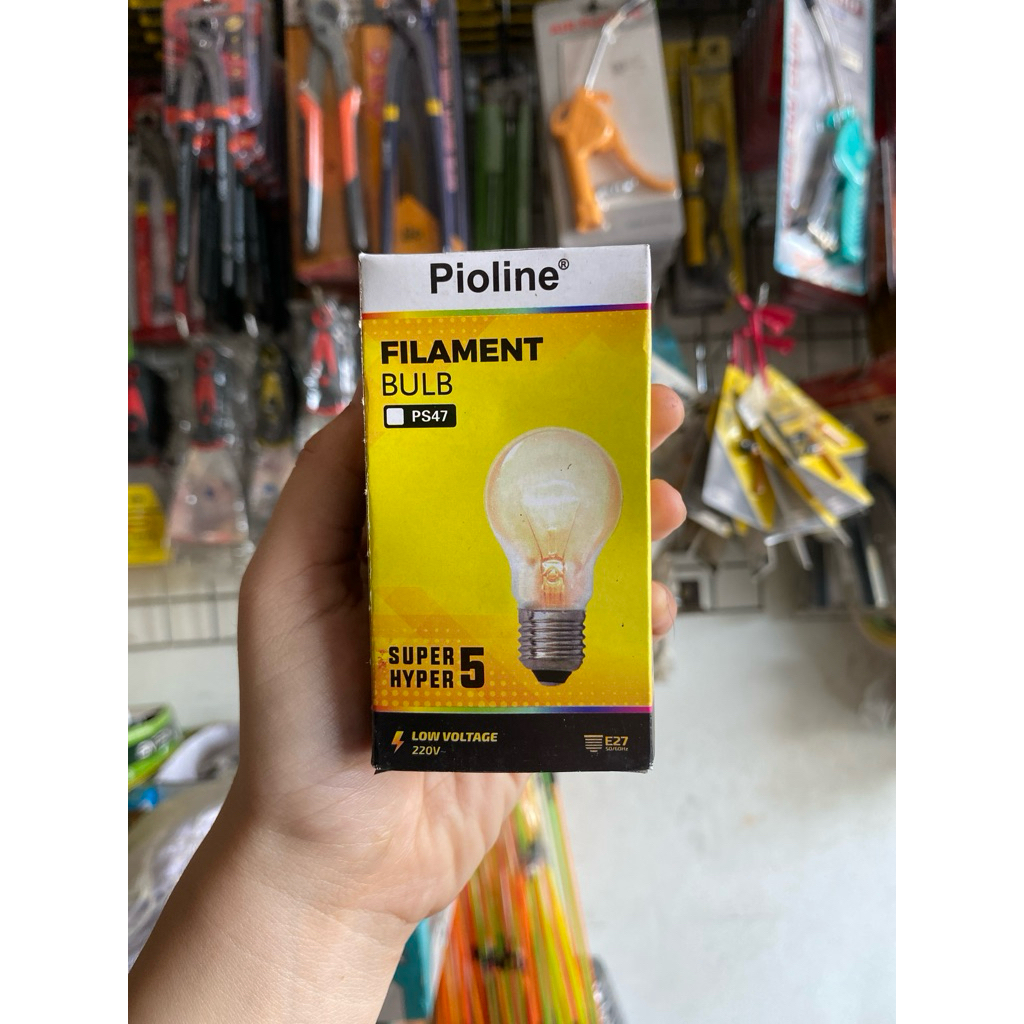 Pioline®
FILAMENT
BULB
PS47
SUPER
HYPER 5
LOW VOLTAGE
220V~
E27
50/60Hz